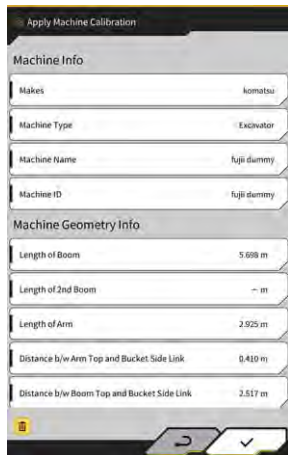 Apply Machine Calibration
Machine Info
Makes komatsu
Machine Type Excavator
Machine Name fujii dummy
Machine ID fujii dummy
Machine Geometry Info
Length of Boom 5.698 m
Length of 2nd Boom -- m
Length of Arm 2.925 m
Distance b/w Arm Top and Bucket Side Link 0.410 m
Distance b/w Boom Top and Bucket Side Link 2.517 m